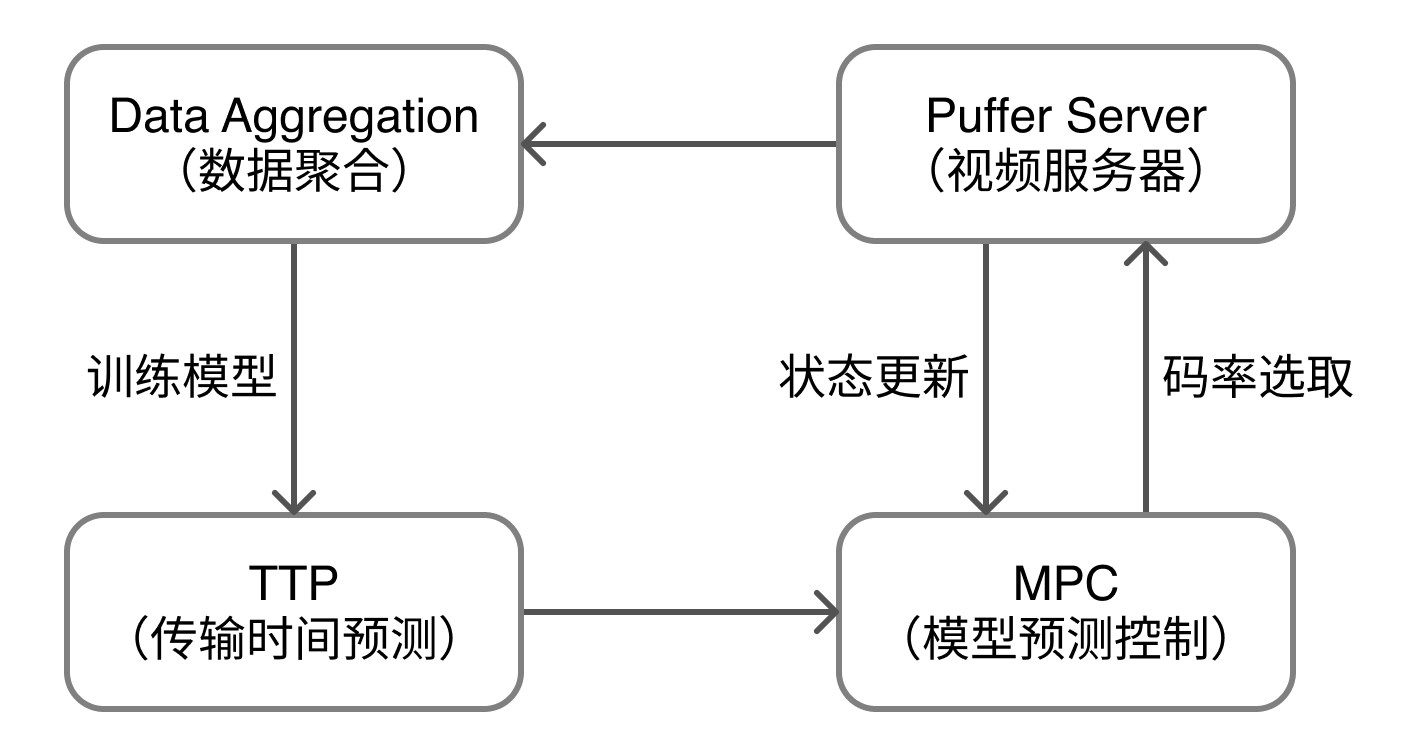 Data Aggregation
（数据聚合）
Puffer Server
（视频服务器）
训练模型
状态更新
码率选取
TTP
（传输时间预测）
MPC
（模型预测控制）